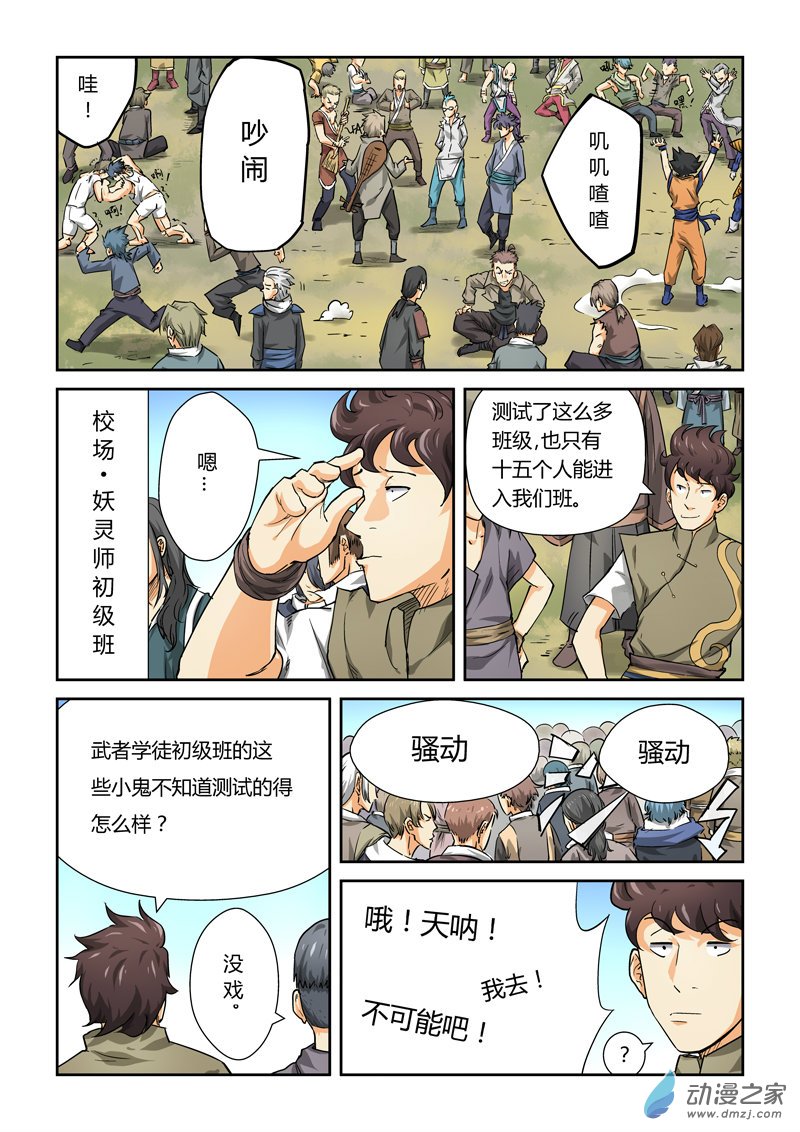 哇！
吵闹
叽叽喳喳
嘿！
校场·妖灵师初级班
嗯…
测试了这么多
班级，也只有
十五个人能进
入我们班。
武者学徒初级班的这
些小鬼不知道测试的得
怎么样？
没戏。
骚动
骚动
哦！天呐！
我去！
不可能吧！
？
动漫之家
www.dmzj.com